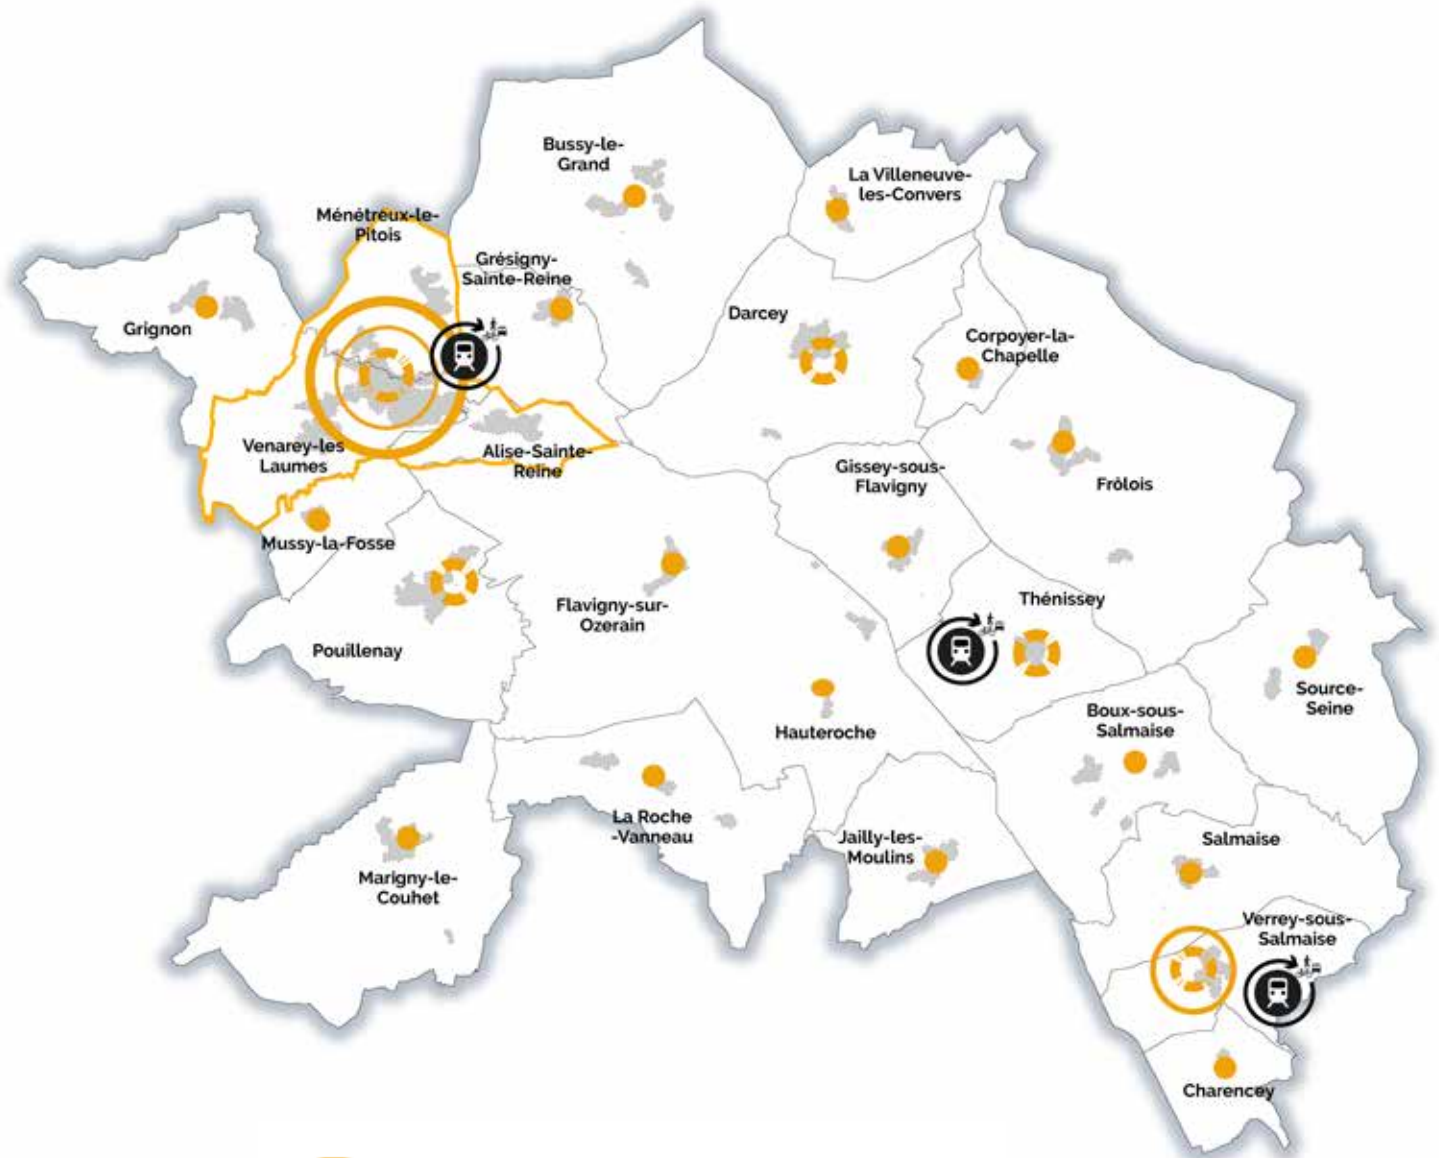 Bussy-le-
Grand
La Villeneuve-
les-Convers
Ménétreux-le-
Pitois
Grésigny-
Sainte-Reine
Grignon
Darcey
Corpoyer-la-
Chapelle
Venarey-les
Laumes
Alise-Sainte-
Reine
Gissey-sous-
Flavigny
Frôlois
Mussy-la-Fosse
Flavigny-sur-
Ozerain
Thénissey
Pouillenay
Source-
Seine
Hauteroche
Boux-sous-
Salmaise
La Roche
-Vanneau
Jailly-les-
Moulins
Salmaise
Marigny-le-
Couhet
Verrey-sous-
Salmaise
Charencey